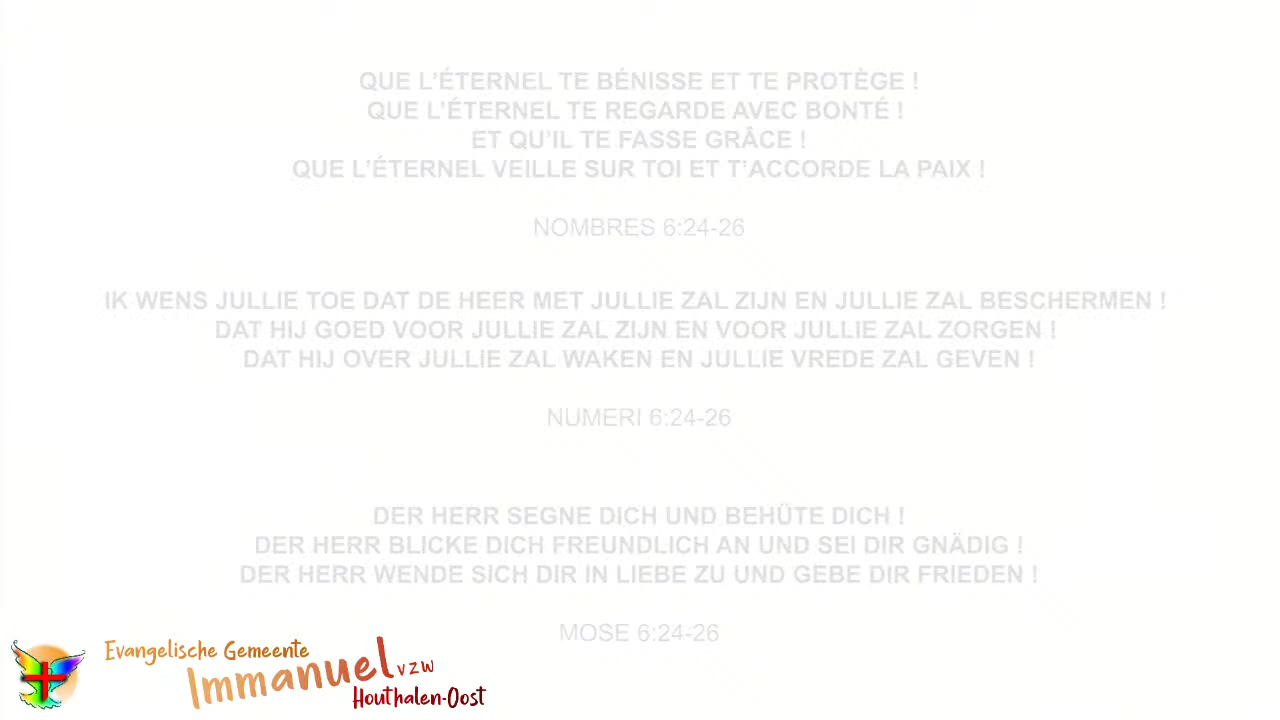 QUE L’ÉTERNEL TE BÉNISSE ET TE PROTÈGE !
QUE L’ÉTERNEL TE REGARDE AVEC BONTÉ !
ET QU’IL TE FASSE GRÂCE !
QUE L’ÉTERNEL VEILLE SUR TOI ET T’ACCORDE LA PAIX !
NOMBRES 6:24-26
IK WENS JULLIE TOE DAT DE HEER MET JULLIE ZAL ZIJN EN JULLIE ZAL BESCHERMEN !
DAT HIJ GOED VOOR JULLIE ZAL ZIJN EN VOOR JULLIE ZAL ZORGEN !
DAT HIJ OVER JULLIE ZAL WAKEN EN JULLIE VREDE ZAL GEVEN !
NUMERI 6:24-26
DER HERR SEGNE DICH UND BEHÜTE DICH !
DER HERR BLICKE DICH FREUNDLICH AN UND SEI DIR GNÄDIG !
DER HERR WENDE SICH DIR IN LIEBE ZU UND GEBE DIR FRIEDEN !
MOSE 6:24-26
Evangelische Gemeente
Immanuel vzw
Houthalen-Oost